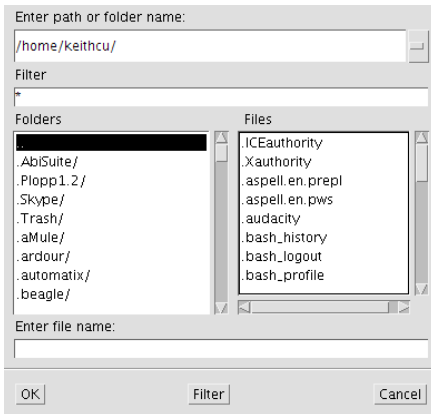 Enter path or folder name:
/home/keithcu/
Filter
*
Folders
..
.AbiSuite/
.Plopp1.2/
.Skype/
.Trash/
.aMule/
.ardour/
.automatix/
.beagle/
Files
.ICEauthority
.Xauthority
.aspell.en.prepl
.aspell.en.pws
.audacity
.bash_history
.bash_logout
.bash_profile
Enter file name:
OK
Filter
Cancel